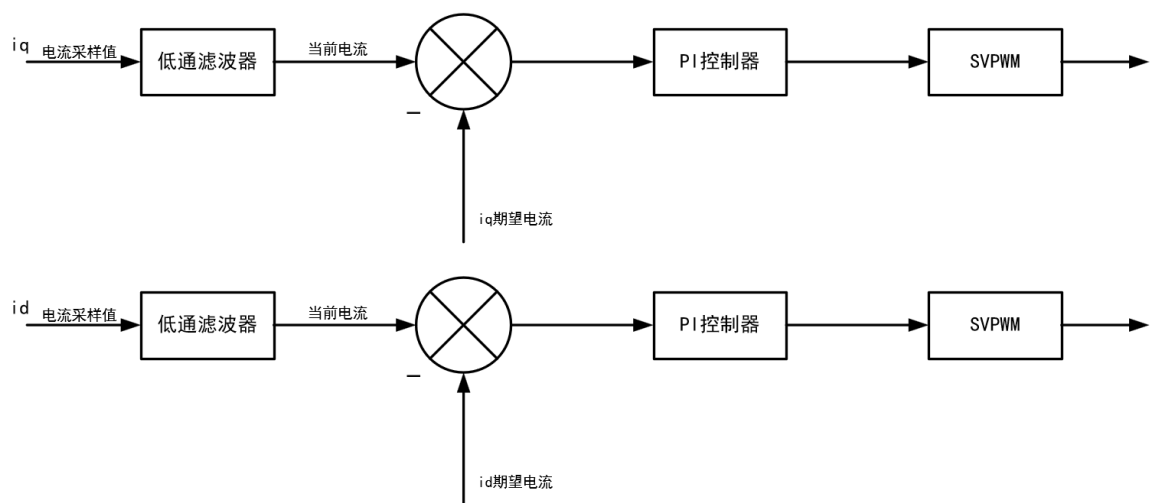 iq
电流采样值
低通滤波器
当前电流
PI控制器
SVPWM
−
iq期望电流
id
电流采样值
低通滤波器
当前电流
PI控制器
SVPWM
−
id期望电流